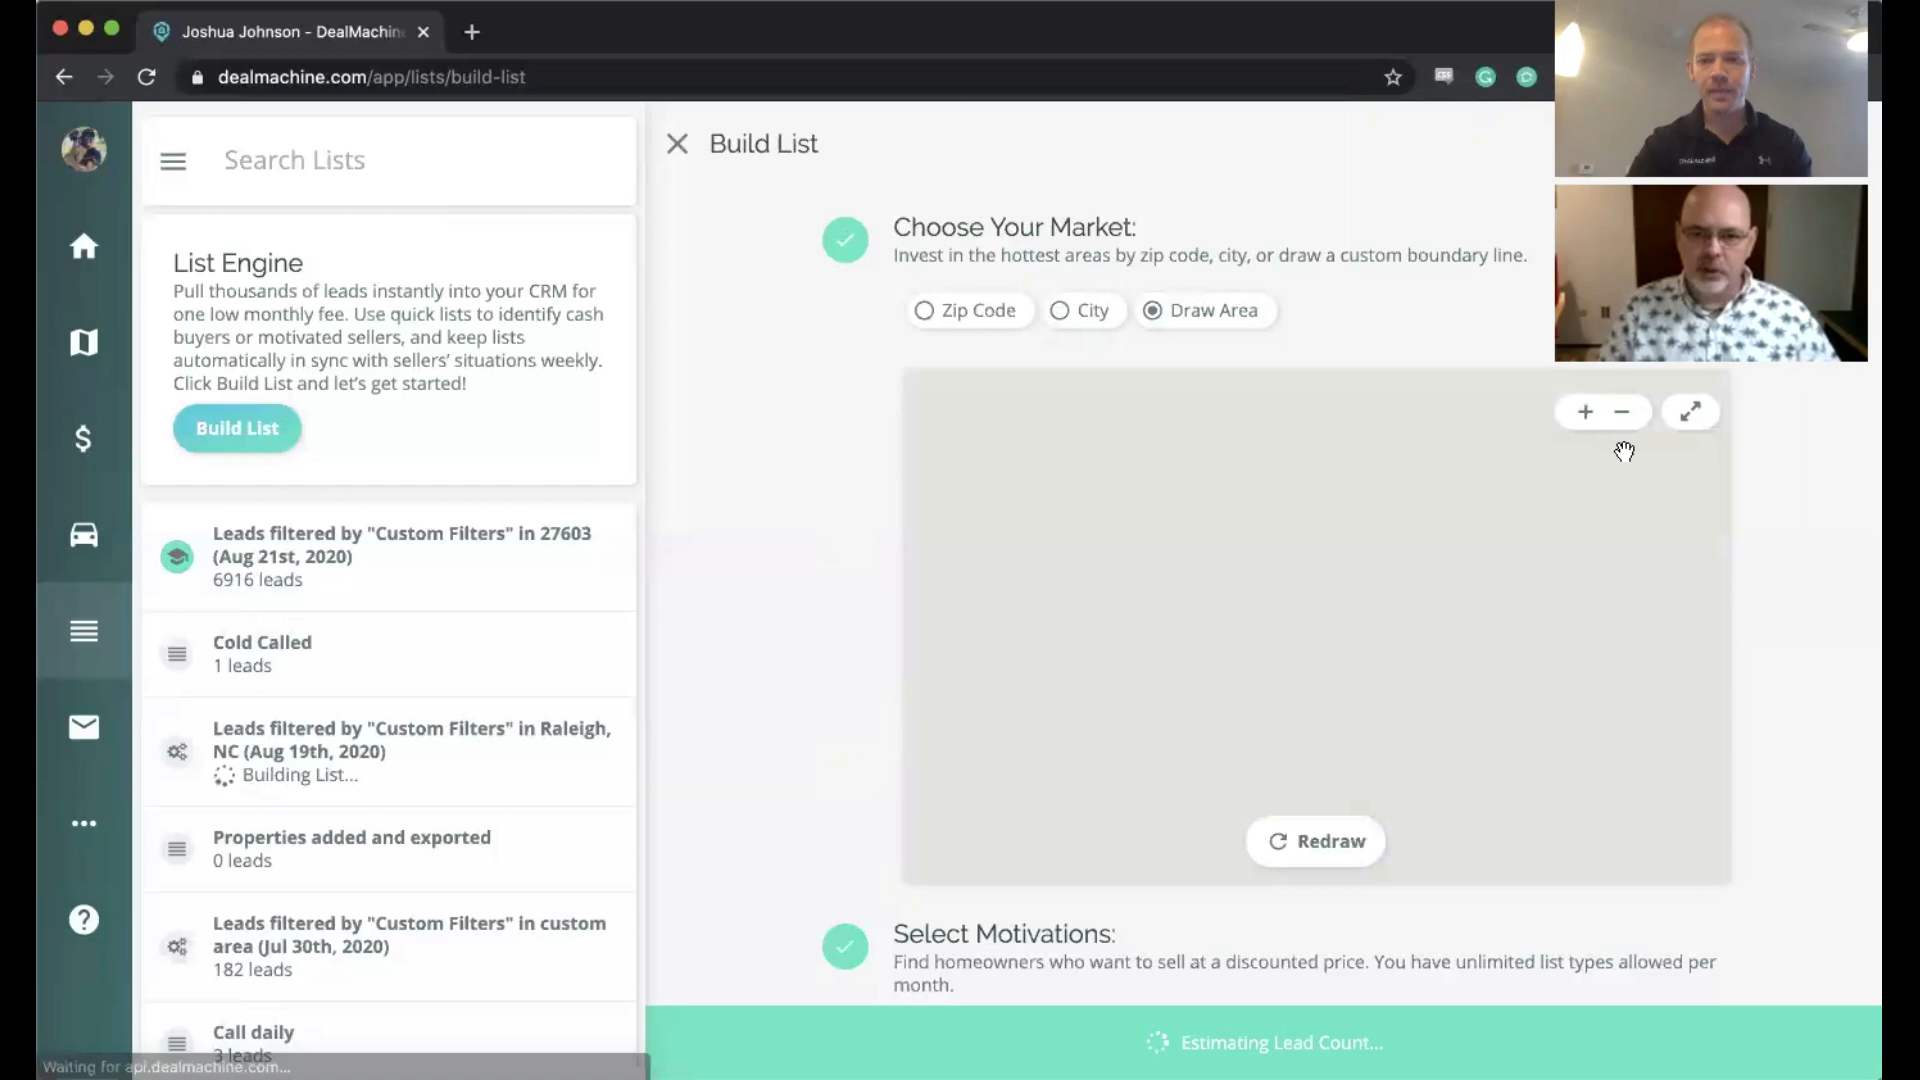 Joshua Johnson - DealMachin
dealmachine.com/app/lists/build-list
Search Lists
List Engine
Pull thousands of leads instantly into your CRM for
one low monthly fee. Use quick lists to identify cash
buyers or motivated sellers, and keep lists
automatically in sync with sellers' situations weekly.
Click Build List and let's get started!
Build List
Leads filtered by "Custom Filters" in 27603
(Aug 21st, 2020)
6916 leads
Cold Called
1 leads
Leads filtered by "Custom Filters" in Raleigh,
NC (Aug 19th, 2020)
Building List...
Properties added and exported
0 leads
Leads filtered by "Custom Filters" in custom
area (Jul 30th, 2020)
182 leads
Call daily
3 leads
Waiting for api.dealmachine.com...
Build List
Choose Your Market:
Invest in the hottest areas by zip code, city, or draw a custom boundary line.
Zip Code City Draw Area
Redraw
Select Motivations:
Find homeowners who want to sell at a discounted price. You have unlimited list types allowed per
month.
Estimating Lead Count...